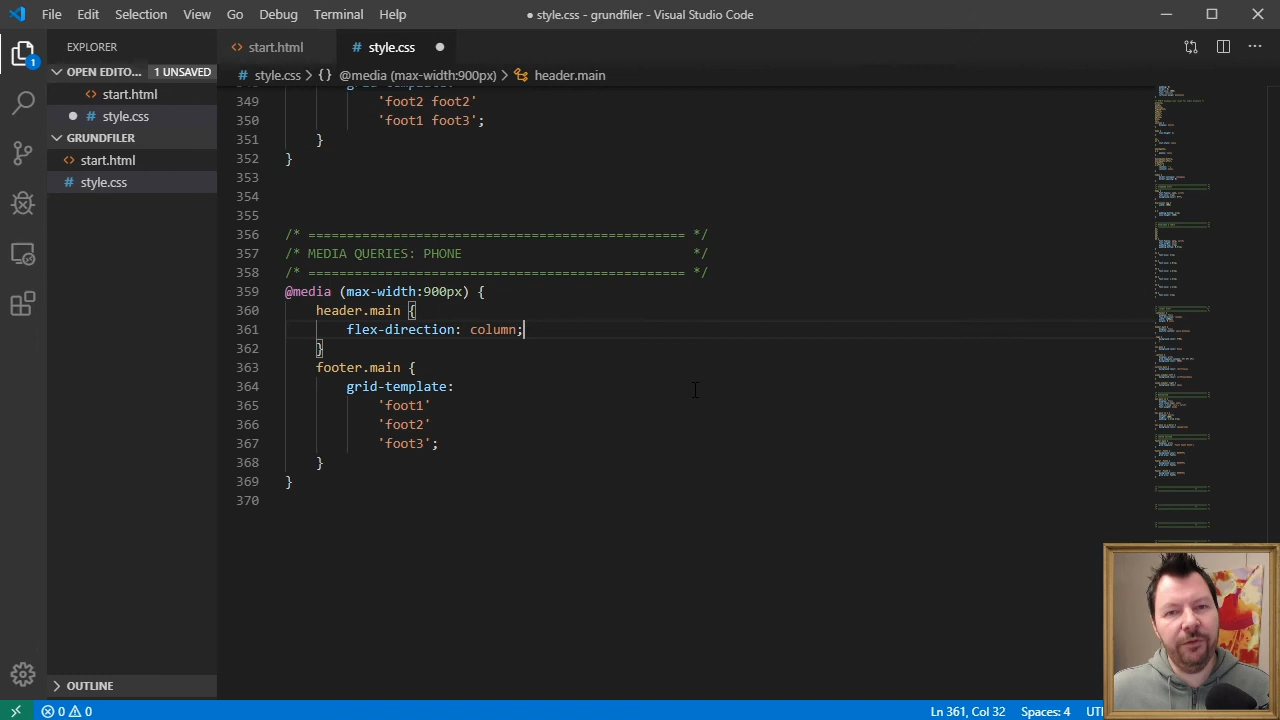 File Edit Selection View Go Debug Terminal Help
● style.css - grundfiler - Visual Studio Code
EXPLORER
start.html
style.css
OPEN EDITO... 1 UNSAVED
style.css > {} @media (max-width:900px) > header.main
start.html
style.css
GRUNDFILER
start.html
style.css
349 'foot2 foot2'
350 'foot1 foot3';
351 }
352 }
353
354
355
356 /* ================================================= */
357 /* MEDIA QUERIES: PHONE */
358 /* ================================================= */
359 @media (max-width:900px) {
360 header.main {
361 flex-direction: column;
362 }
363 footer.main {
364 grid-template:
365 'foot1'
366 'foot2'
367 'foot3';
368 }
369 }
370
1
OUTLINE
0 0
Ln 361, Col 32 Spaces: 4